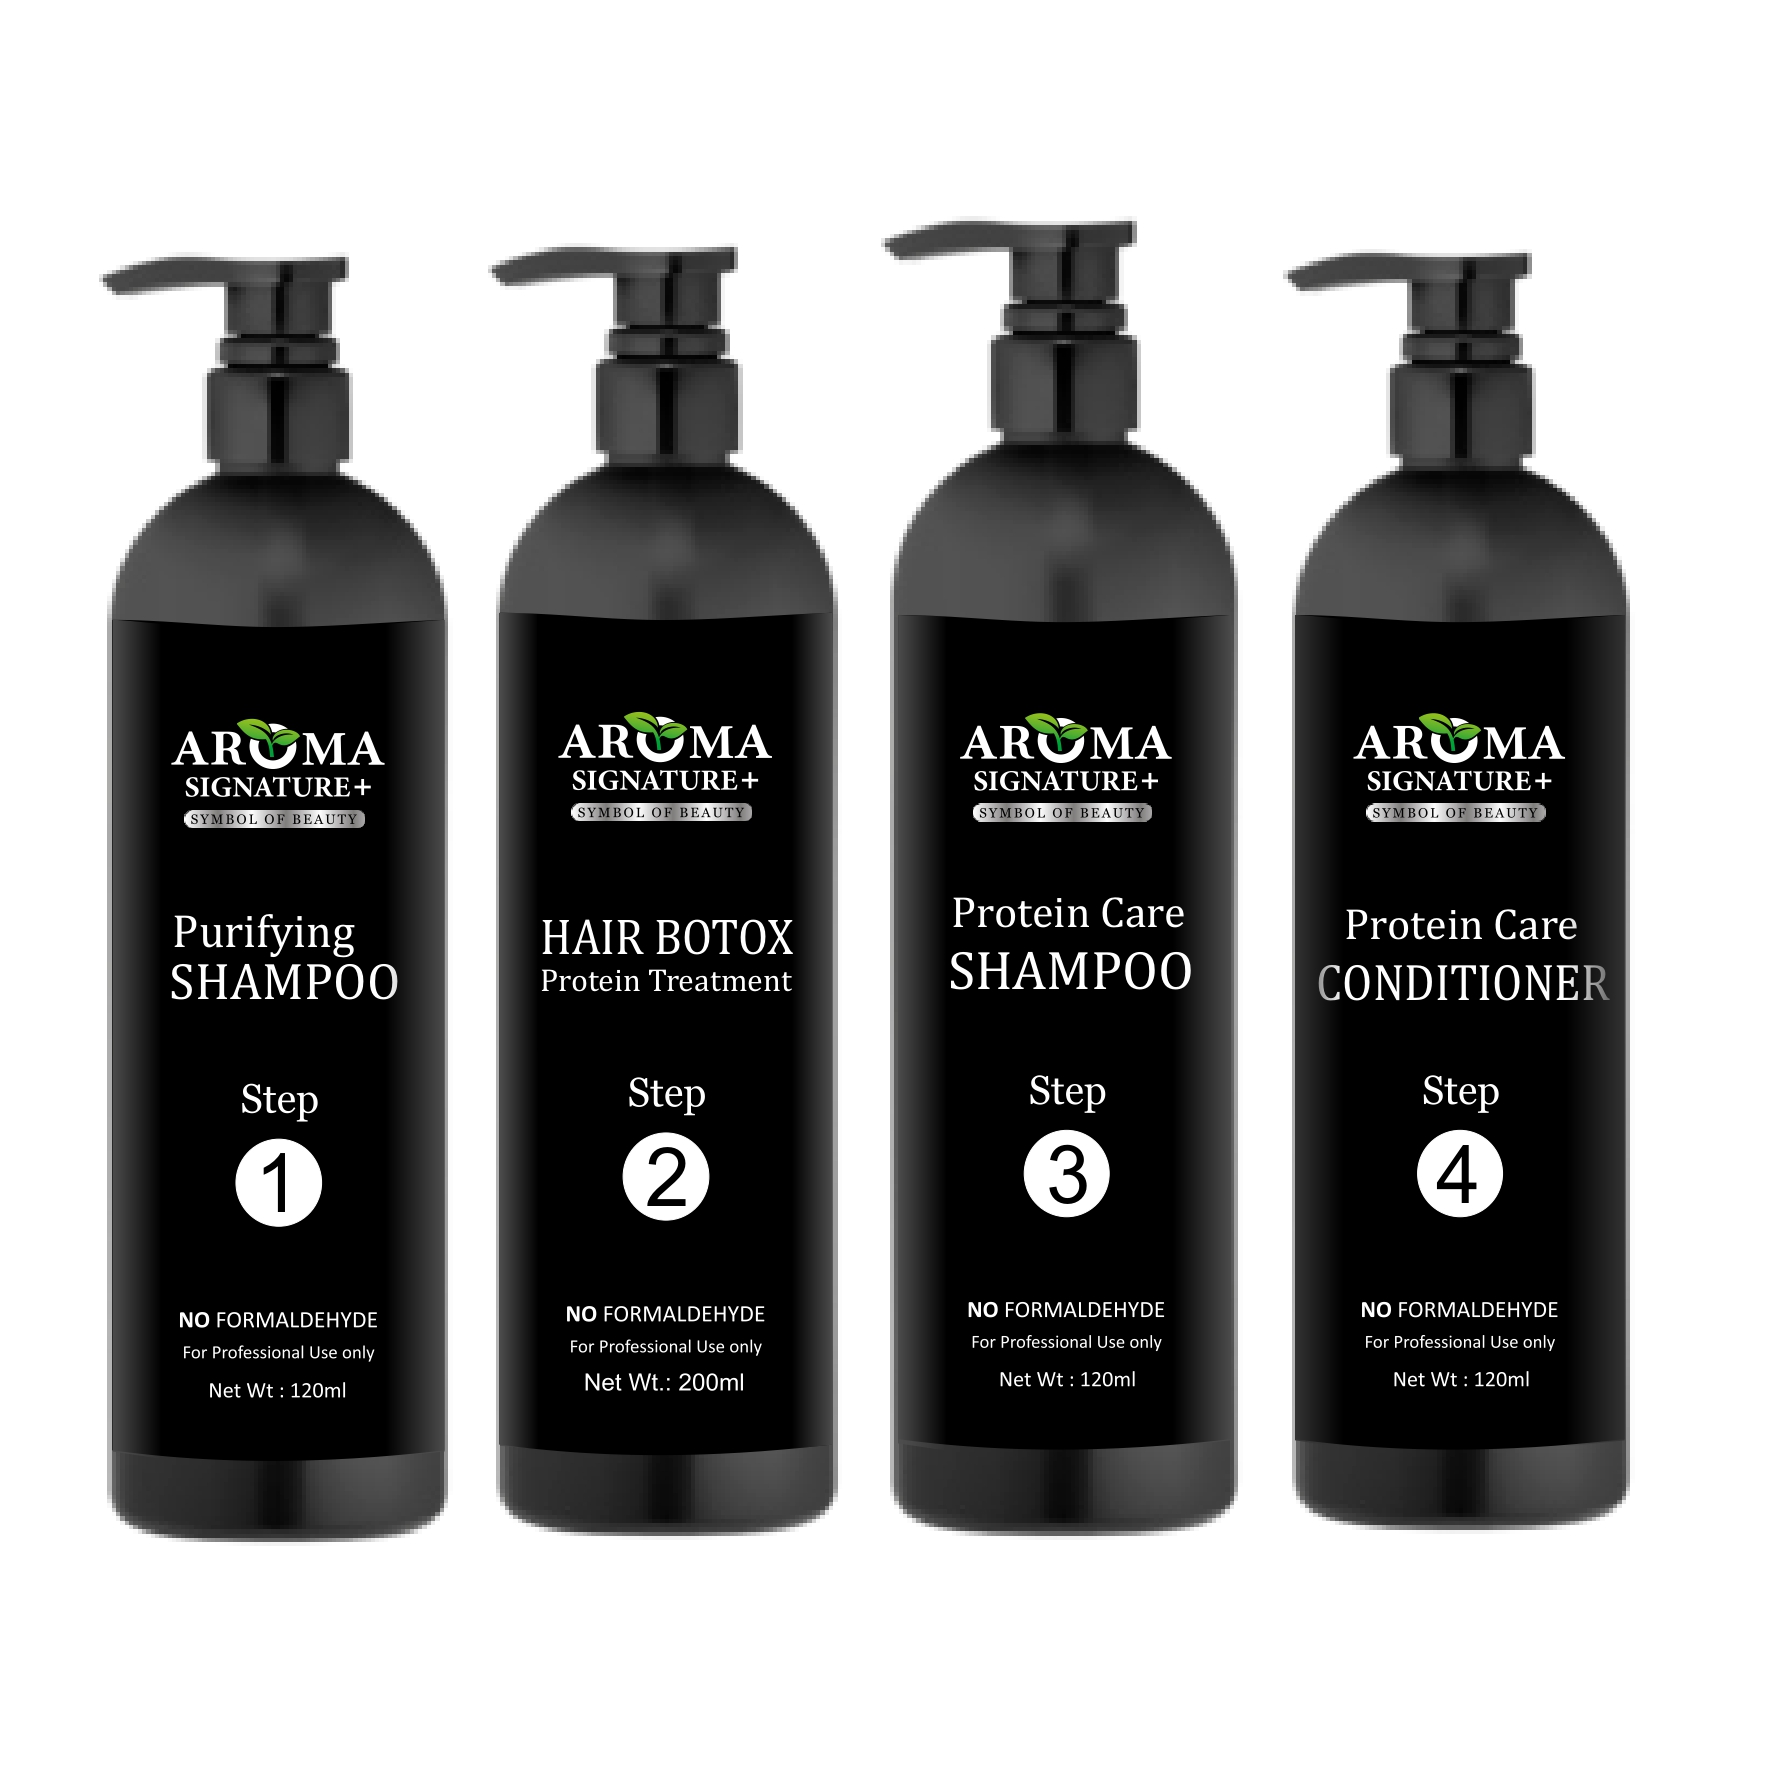 AROMA
SIGNATURE+
SYMBOL OF BEAUTY
Purifying
SHAMPOO
Step
1
NO FORMALDEHYDE
For Professional Use only
Net Wt : 120ml
AROMA
SIGNATURE+
SYMBOL OF BEAUTY
HAIR BOTOX
Protein Treatment
Step
2
NO FORMALDEHYDE
For Professional Use only
Net Wt.: 200ml
AROMA
SIGNATURE+
SYMBOL OF BEAUTY
Protein Care
SHAMPOO
Step
3
NO FORMALDEHYDE
For Professional Use only
Net Wt : 120ml
AROMA
SIGNATURE+
SYMBOL OF BEAUTY
Protein Care
CONDITIONER
Step
4
NO FORMALDEHYDE
For Professional Use only
Net Wt : 120ml